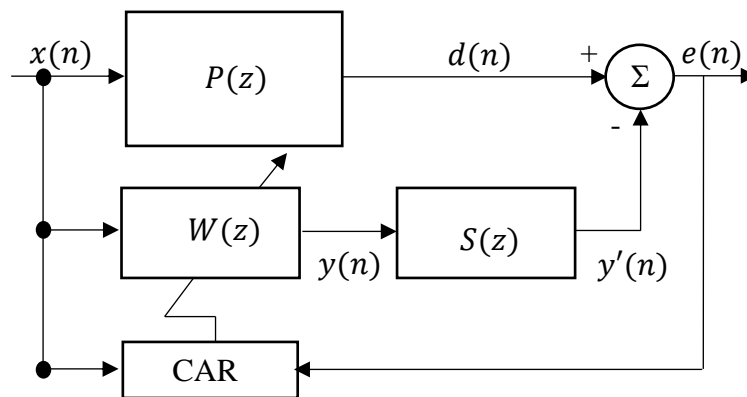 x(n)
P(z)
d(n)
+
Σ
e(n)
-
W(z)
y(n)
S(z)
y′(n)
CAR